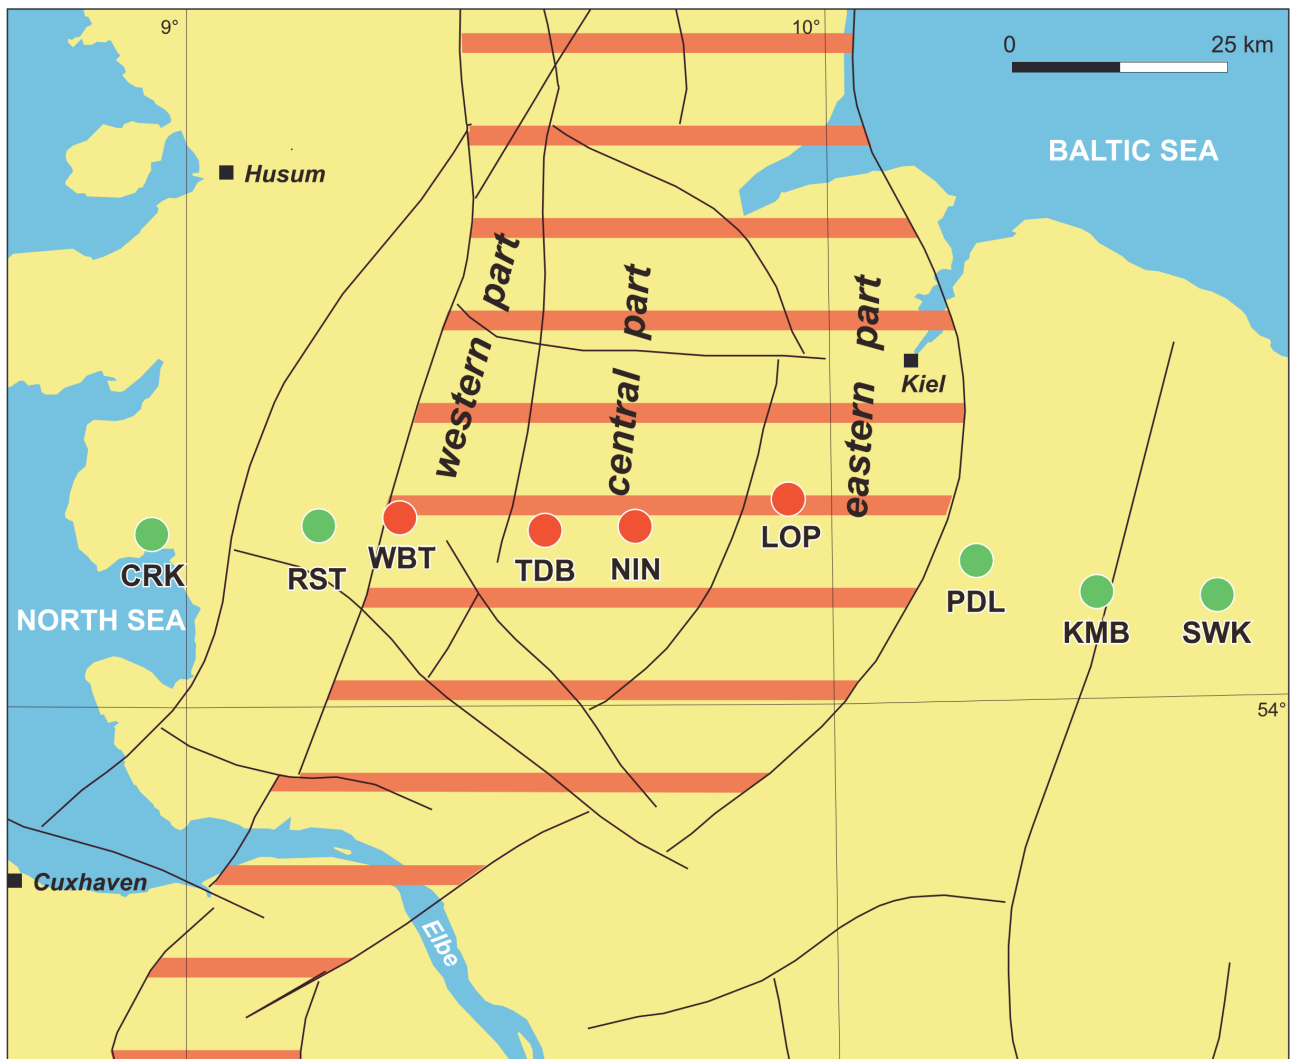 9°
10°
0
25 km
BALTIC SEA
Husum
western part
central part
eastern part
Kiel
CRK
RST
WBT
TDB
NIN
LOP
PDL
KMB
SWK
NORTH SEA
54°
Cuxhaven
Elbe